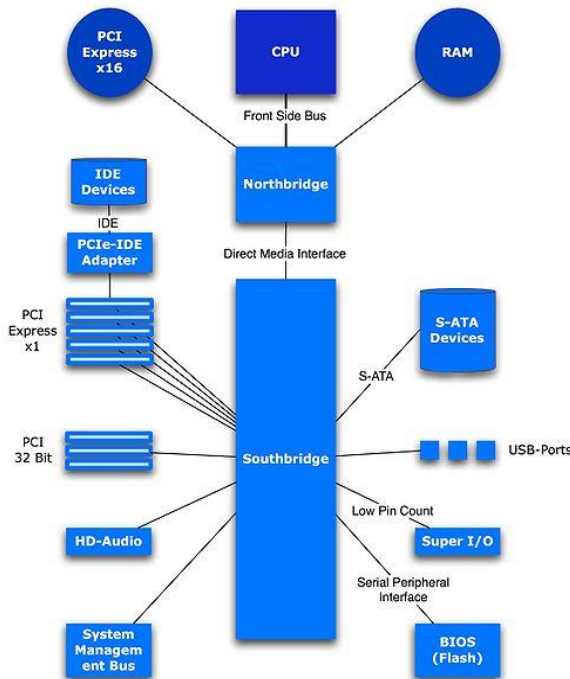 PCI
Express
x16
CPU
RAM
Front Side Bus
Northbridge
IDE
Devices
IDE
PCIe-IDE
Adapter
Direct Media Interface
PCI
Express
x1
S-ATA
Devices
S-ATA
PCI
32 Bit
Southbridge
USB-Ports
Low Pin Count
HD-Audio
Super I/O
Serial Peripheral
Interface
System
Managem
ent Bus
BIOS
(Flash)